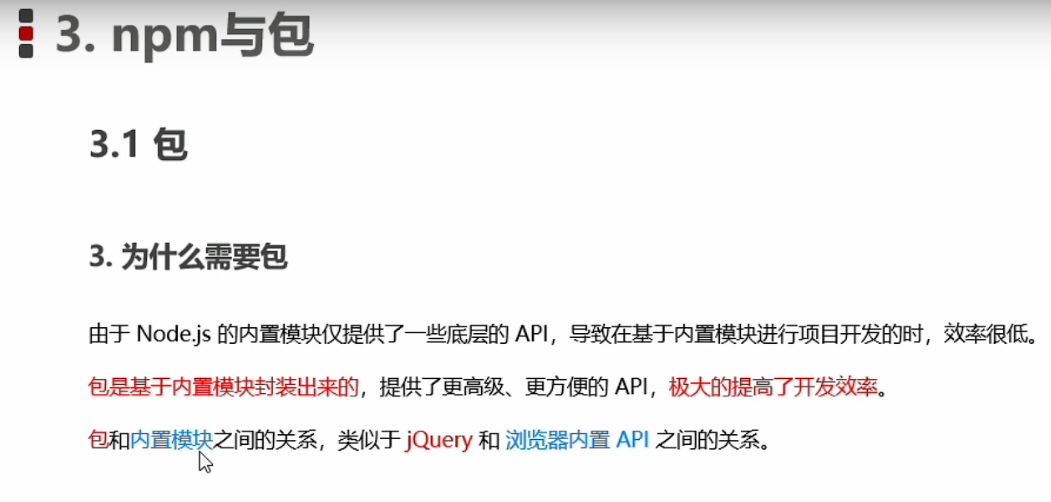 3. npm与包
3.1 包
3. 为什么需要包
由于 Node.js 的内置模块仅提供了一些底层的 API，导致在基于内置模块进行项目开发的时，效率很低。
包是基于内置模块封装出来的，提供了更高级、更方便的 API，极大的提高了开发效率。
包和内置模块之间的关系，类似于 jQuery 和 浏览器内置 API 之间的关系。